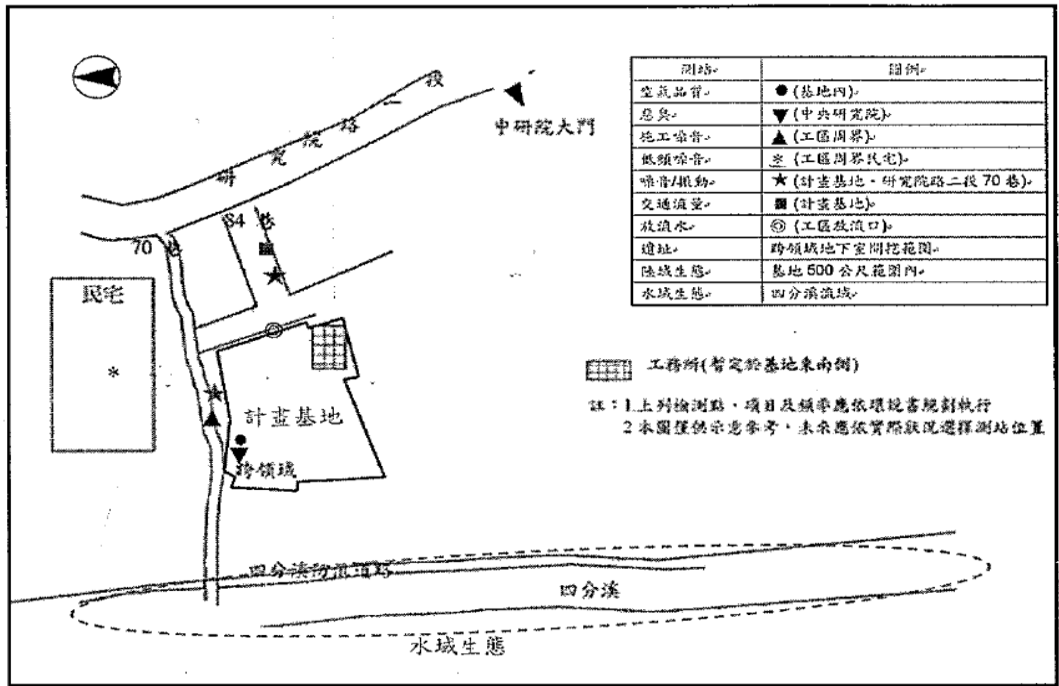 測站 圖例
空氣品質 ●(基地內)
惡臭 ▼(中央研究院)
施工噪音 ▲(工區周界)
低頻噪音 *(工區周界民宅)
噪音/振動 ★(計畫基地、研究院路二段70巷)
交通流量 ■(計畫基地)
放流水 ◎(工區放流口)
遺址 跨領域地下室開挖範圍
陸域生態 基地500公尺範圍內
水域生態 四分溪流域
研究院路二段
中研院大門
84巷
70巷
民宅
*
計畫基地
跨領域
工務所(暫定於基地東南側)
註：1.上列檢測點、項目及頻率應依環說書規劃執行
2 本圖僅供示意參考，未來應依實際狀況選擇測站位置
四分溪防汛道路
四分溪
水域生態